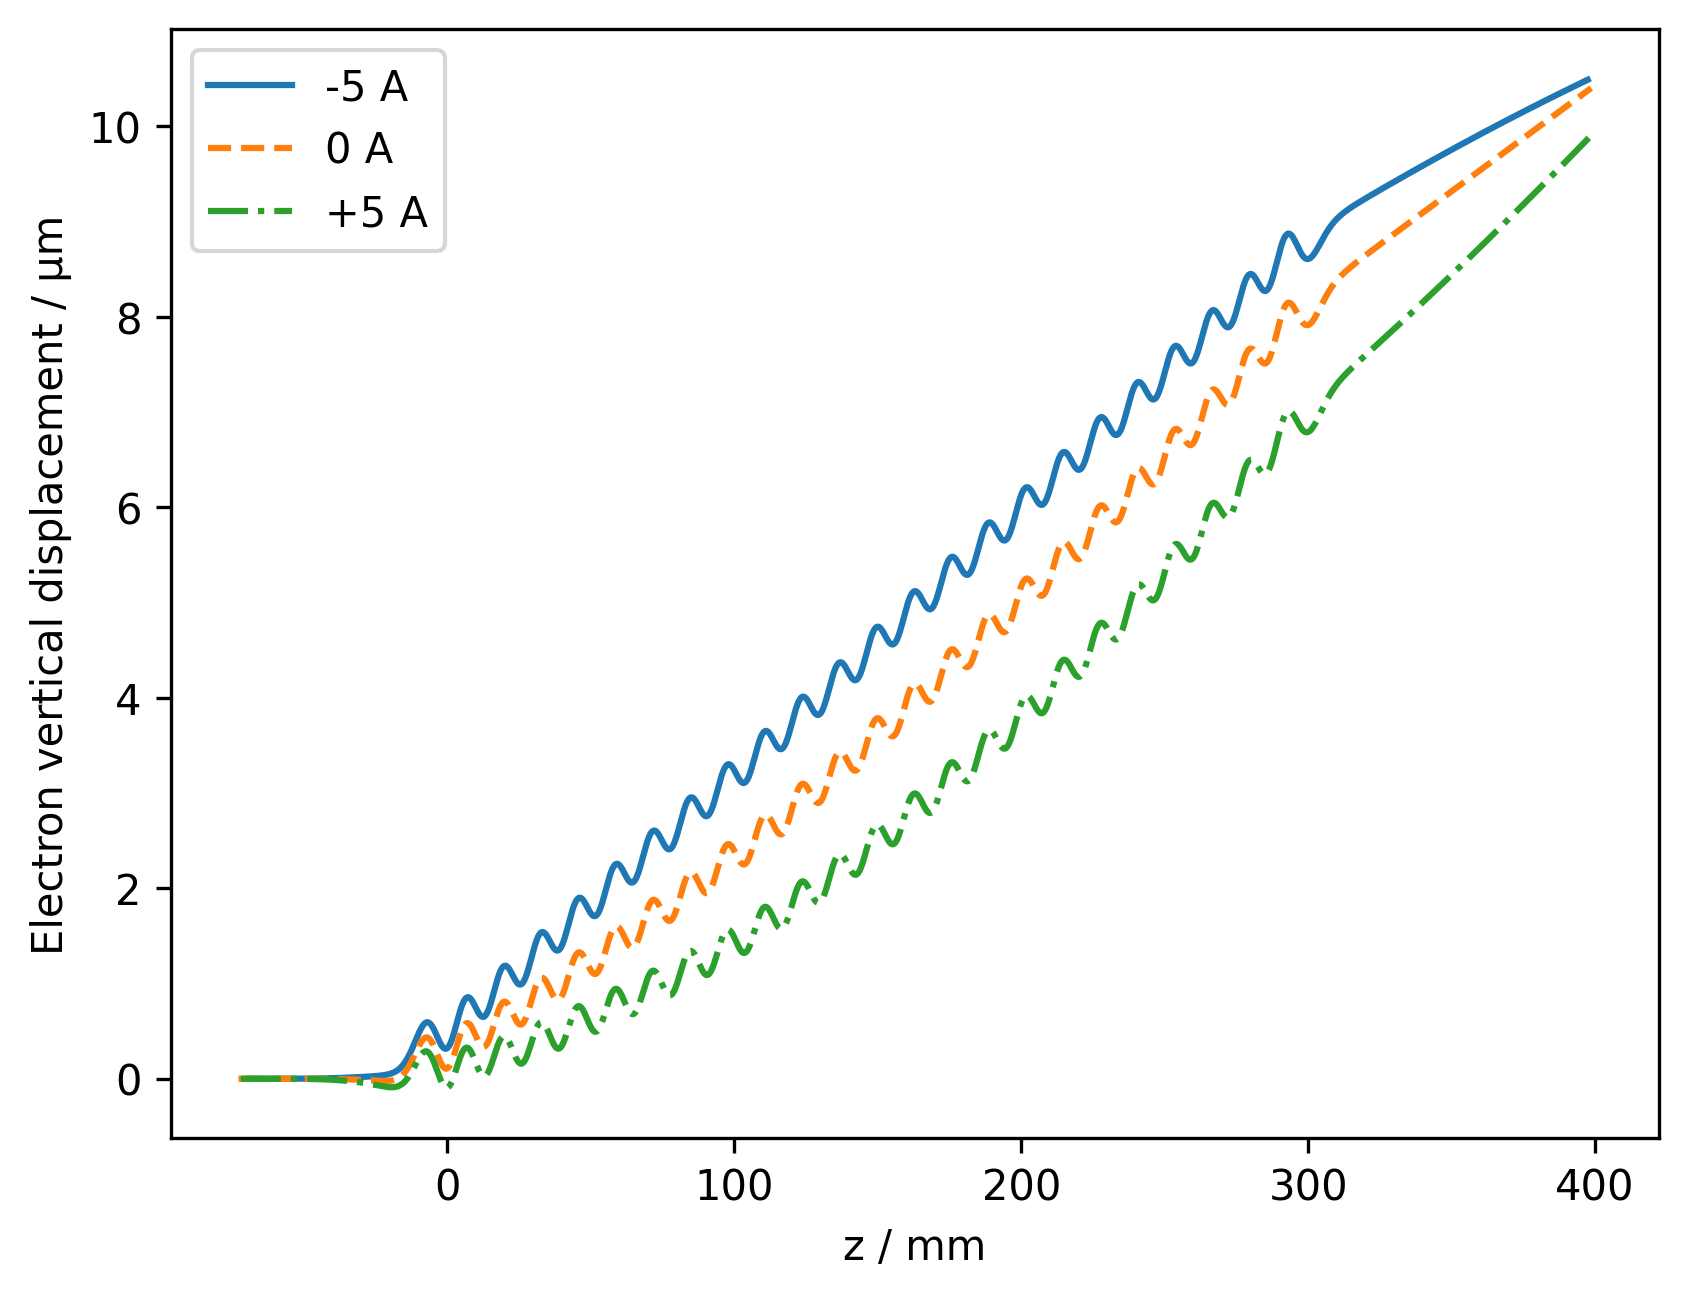 -5 A
0 A
+5 A
Electron vertical displacement / μm
10
8
6
4
2
0
0 100 200 300 400
z / mm